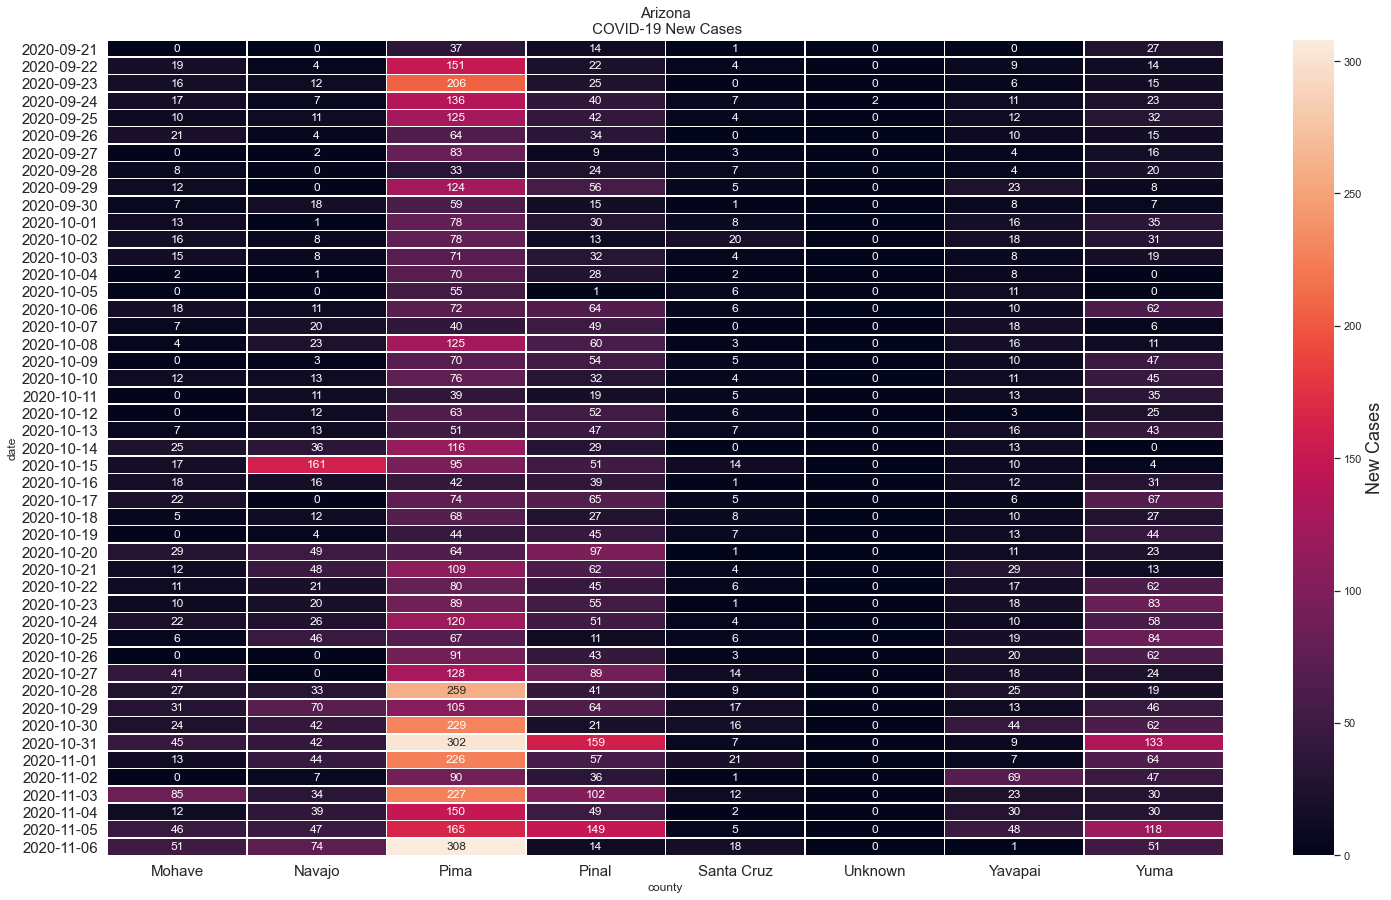 Arizona
COVID-19 New Cases
2020-09-21 0 0 37 14 1 0 0 27
2020-09-22 19 4 151 22 4 0 9 14
2020-09-23 16 12 206 25 0 0 6 15
2020-09-24 17 7 136 40 7 2 11 23
2020-09-25 10 11 125 42 4 0 12 32
2020-09-26 21 4 64 34 0 0 10 15
2020-09-27 0 2 83 9 3 0 4 16
2020-09-28 8 0 33 24 7 0 4 20
2020-09-29 12 0 124 56 5 0 23 8
2020-09-30 7 18 59 15 1 0 8 7
2020-10-01 13 1 78 30 8 0 16 35
2020-10-02 16 8 78 13 20 0 18 31
2020-10-03 15 8 71 32 4 0 8 19
2020-10-04 2 1 70 28 2 0 8 0
2020-10-05 0 0 55 1 6 0 11 0
2020-10-06 18 11 72 64 6 0 10 62
2020-10-07 7 20 40 49 0 0 18 6
2020-10-08 4 23 125 60 3 0 16 11
2020-10-09 0 3 70 54 5 0 10 47
2020-10-10 12 13 76 32 4 0 11 45
2020-10-11 0 11 39 19 5 0 13 35
2020-10-12 0 12 63 52 6 0 3 25
2020-10-13 7 13 51 47 7 0 16 43
2020-10-14 25 36 116 29 0 0 13 0
2020-10-15 17 161 95 51 14 0 10 4
2020-10-16 18 16 42 39 1 0 12 31
2020-10-17 22 0 74 65 5 0 6 67
2020-10-18 5 12 68 27 8 0 10 27
2020-10-19 0 4 44 45 7 0 13 44
2020-10-20 29 49 64 97 1 0 11 23
2020-10-21 12 48 109 62 4 0 29 13
2020-10-22 11 21 80 45 6 0 17 62
2020-10-23 10 20 89 55 1 0 18 83
2020-10-24 22 26 120 51 4 0 10 58
2020-10-25 6 46 67 11 6 0 19 84
2020-10-26 0 0 91 43 3 0 20 62
2020-10-27 41 0 128 89 14 0 18 24
2020-10-28 27 33 259 41 9 0 25 19
2020-10-29 31 70 105 64 17 0 13 46
2020-10-30 24 42 229 21 16 0 44 62
2020-10-31 45 42 302 159 7 0 9 133
2020-11-01 13 44 226 57 21 0 7 64
2020-11-02 0 7 90 36 1 0 69 47
2020-11-03 85 34 227 102 12 0 23 30
2020-11-04 12 39 150 49 2 0 30 30
2020-11-05 46 47 165 149 5 0 48 118
2020-11-06 51 74 308 14 18 0 1 51
Mohave Navajo Pima Pinal Santa Cruz Unknown Yavapai Yuma
county
date
300
250
200
150
100
50
0
New Cases